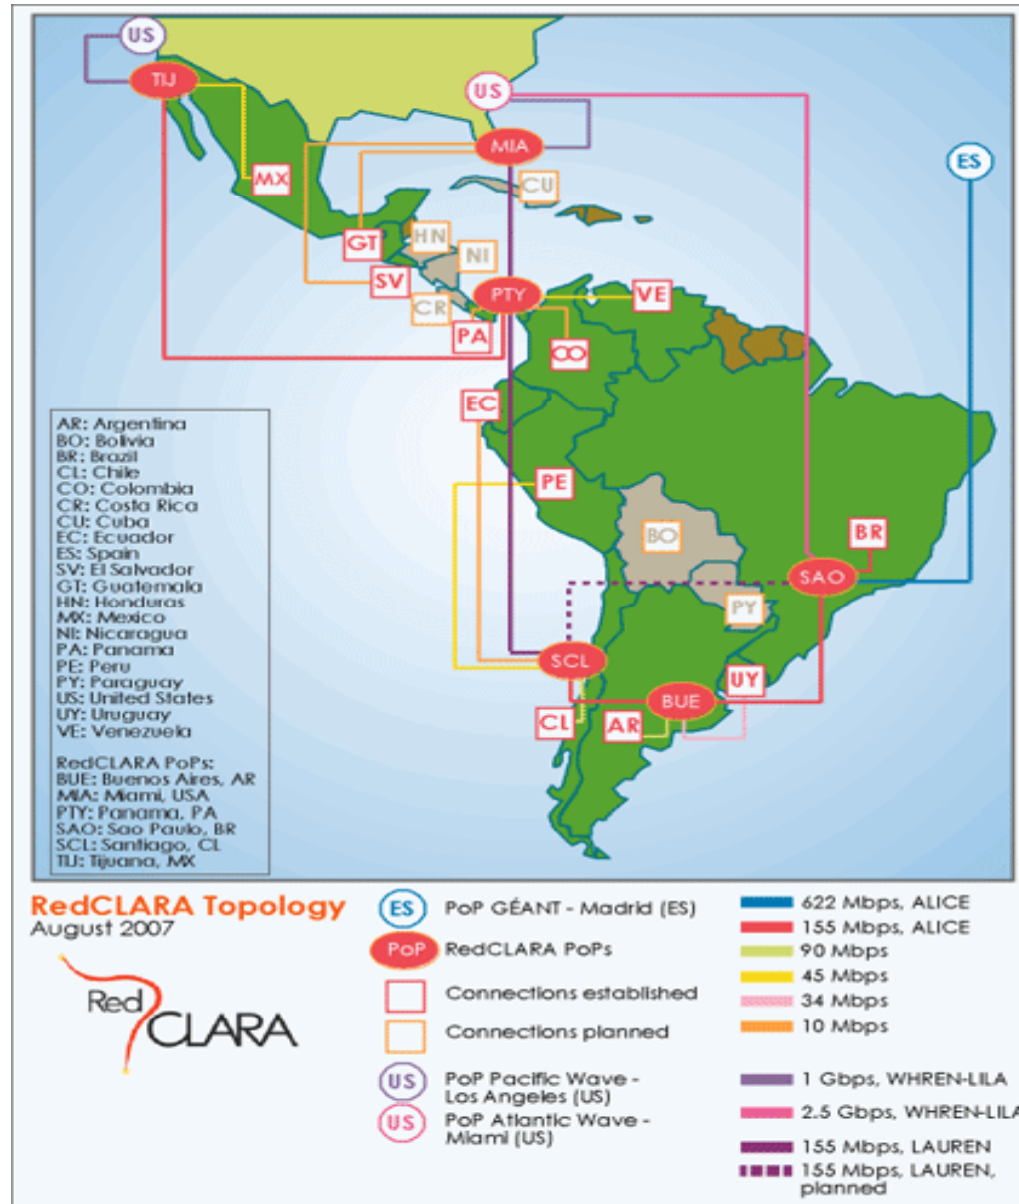 US
TIJ
US
MIA
ES
MX
CU
GT
HN
NI
SV
CR
PTY
VE
PA
CO
EC
PE
BO
BR
SAO
PY
SCL
UY
BUE
CL
AR
AR: Argentina
BO: Bolivia
BR: Brazil
CL: Chile
CO: Colombia
CR: Costa Rica
CU: Cuba
EC: Ecuador
ES: Spain
SV: El Salvador
GT: Guatemala
HN: Honduras
MX: Mexico
NI: Nicaragua
PA: Panama
PE: Peru
PY: Paraguay
US: United States
UY: Uruguay
VE: Venezuela
RedCLARA PoPs:
BUE: Buenos Aires, AR
MIA: Miami, USA
PTY: Panama, PA
SAO: Sao Paulo, BR
SCL: Santiago, CL
TIJ: Tijuana, MX
RedCLARA Topology
August 2007
Red
CLARA
ES PoP GÉANT - Madrid (ES)
PoP RedCLARA PoPs
Connections established
Connections planned
US PoP Pacific Wave -
Los Angeles (US)
US PoP Atlantic Wave -
Miami (US)
622 Mbps, ALICE
155 Mbps, ALICE
90 Mbps
45 Mbps
34 Mbps
10 Mbps
1 Gbps, WHREN-LILA
2.5 Gbps, WHREN-LILA
155 Mbps, LAUREN
155 Mbps, LAUREN,
planned